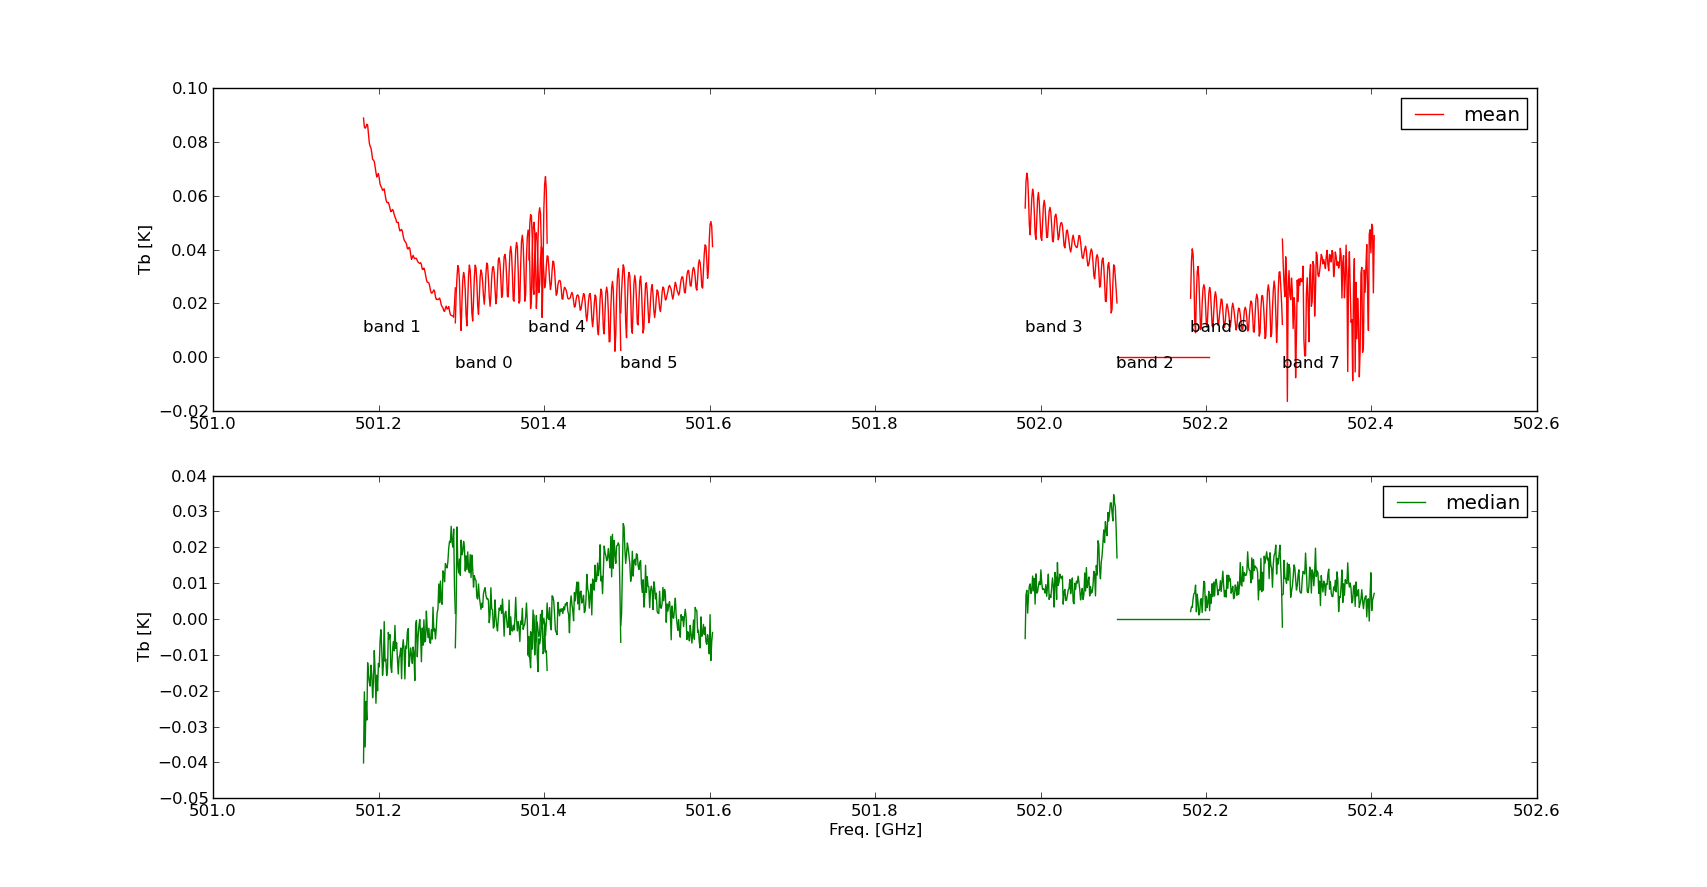 0.10
mean
0.08
0.06
Tb [K]
0.04
0.02
band 1
band 4
band 3
band 6
0.00
band 0
band 5
band 2
band 7
−0.02
501.0
501.2
501.4
501.6
501.8
502.0
502.2
502.4
502.6
0.04
median
0.03
0.02
0.01
0.00
Tb [K]
−0.01
−0.02
−0.03
−0.04
−0.05
501.0
501.2
501.4
501.6
501.8
502.0
502.2
502.4
502.6
Freq. [GHz]